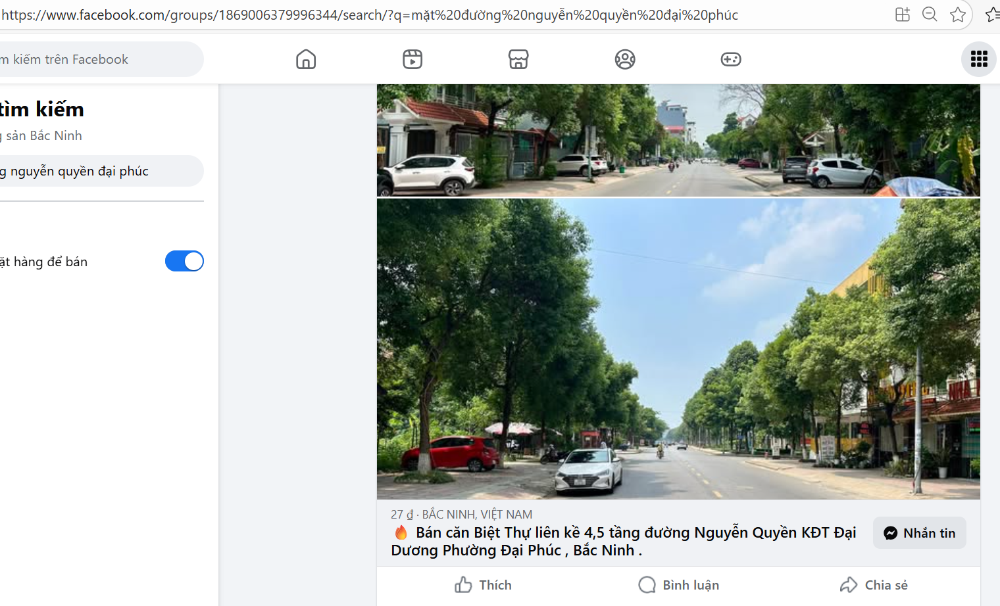 https://www.facebook.com/groups/1869006379996344/search/?q=mặt%20đường%20nguyễn%20quyền%20đại%20phúc
m kiếm trên Facebook
tìm kiếm
g sản Bắc Ninh
g nguyễn quyền đại phúc
ặt hàng để bán
27 ₫ · BẮC NINH, VIỆT NAM
🔥 Bán căn Biệt Thự liên kề 4,5 tầng đường Nguyễn Quyền KĐT Đại
Dương Phường Đại Phúc , Bắc Ninh .
Nhắn tin
Thích
Bình luận
Chia sẻ